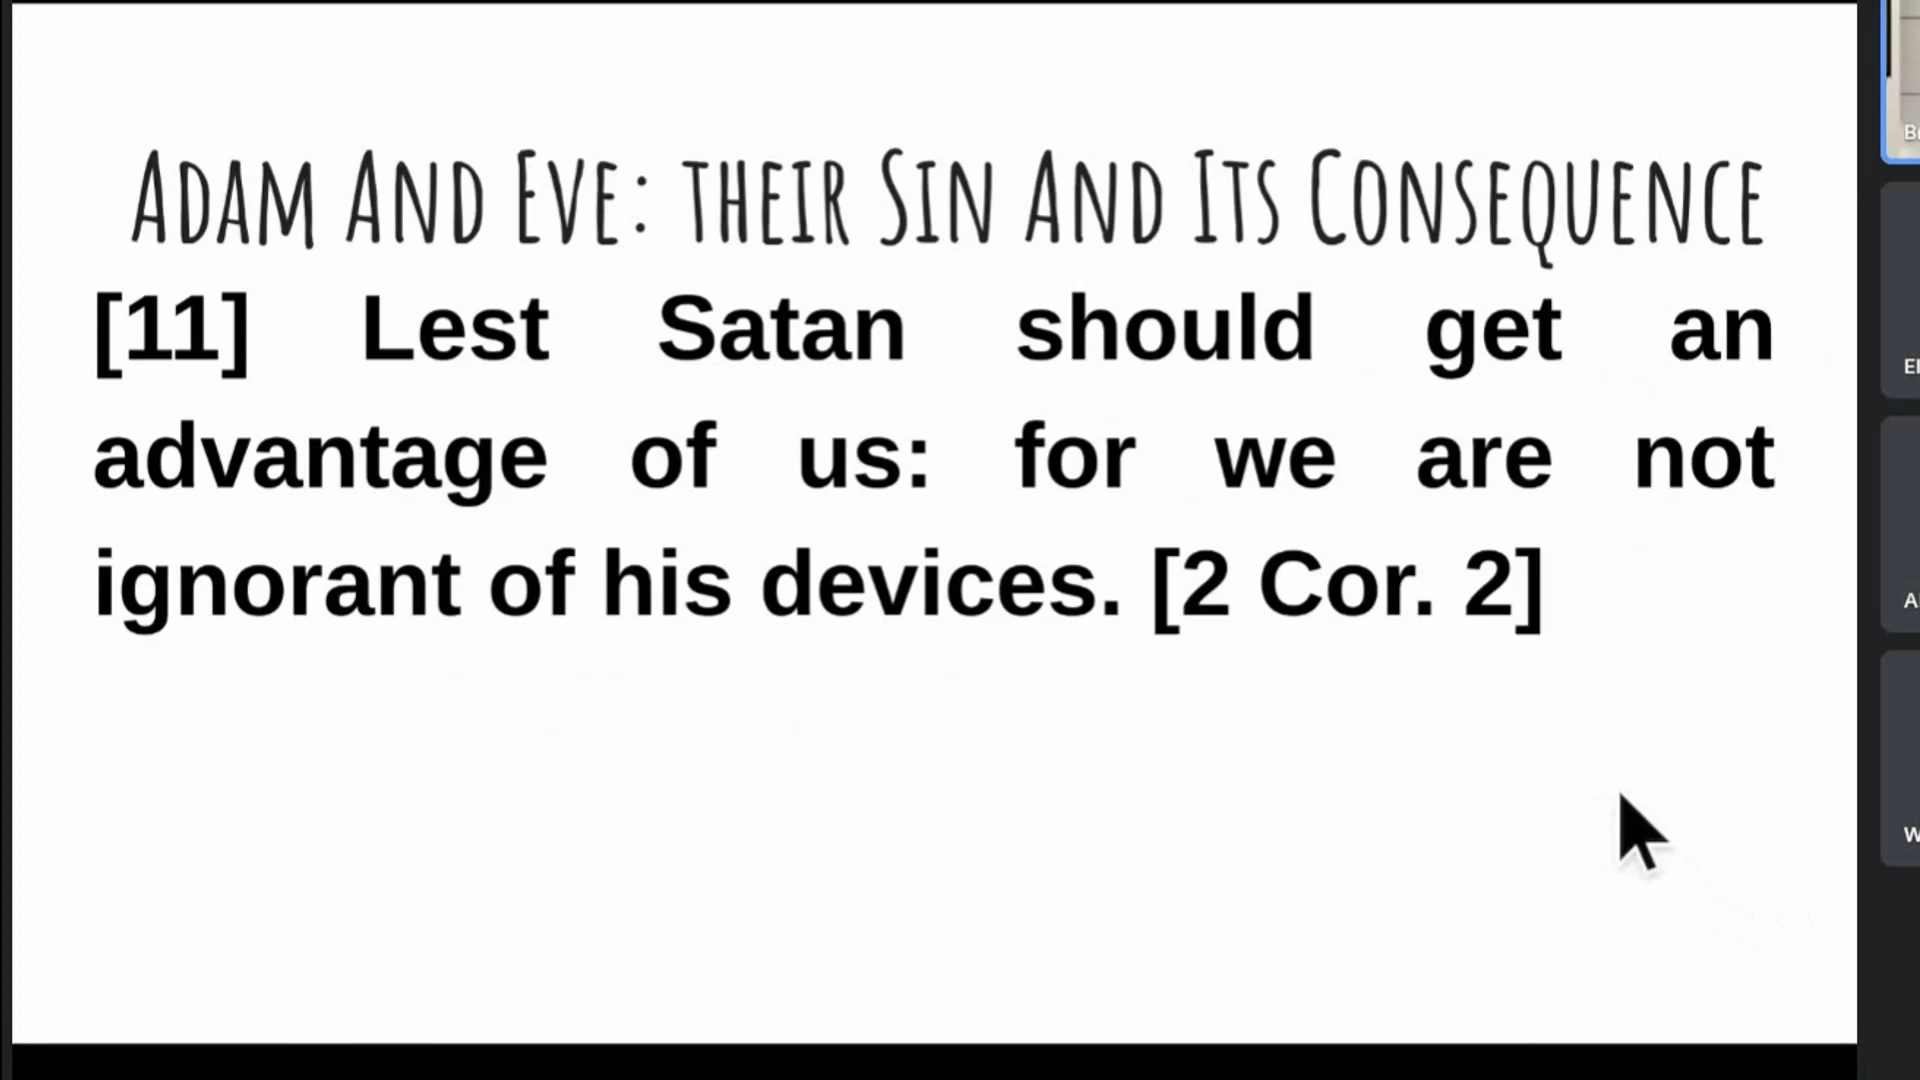 Adam And Eve: their Sin And Its Consequence
[11] Lest Satan should get an
advantage of us: for we are not
ignorant of his devices. [2 Cor. 2]